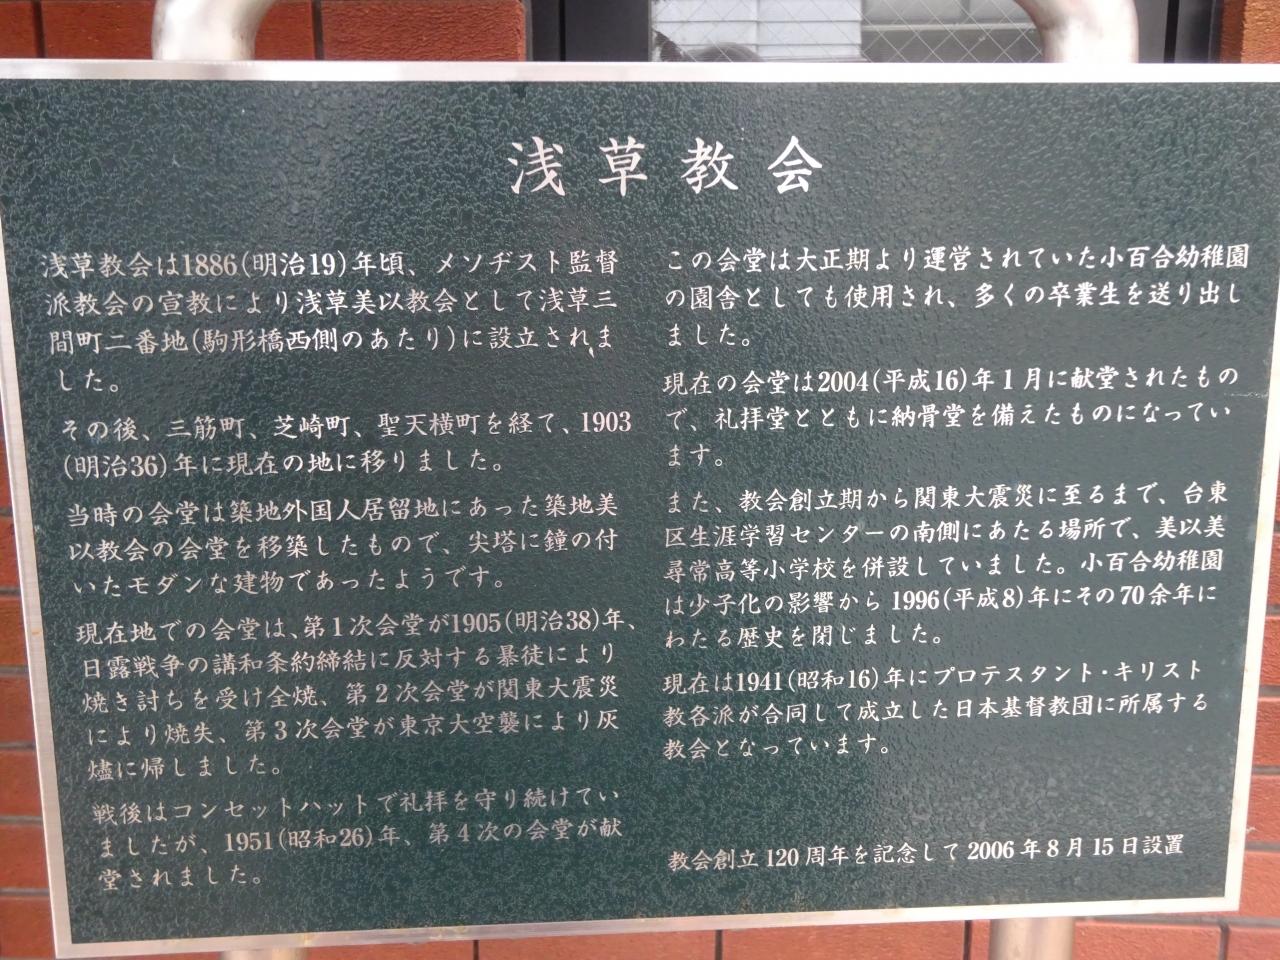 浅草教会
浅草教会は1886(明治19)年頃、メソヂスト監督
派教会の宣教により浅草美以教会として浅草三
間町二番地(駒形橋西側のあたり)に設立されま
した。
その後、三筋町、芝崎町、聖天横町を経て、1903
(明治36)年に現在の地に移りました。
当時の会堂は築地外国人居留地にあった築地美
以教会の会堂を移築したもので、尖塔に鐘の付
いたモダンな建物であったようです。
現在地での会堂は、第1次会堂が1905(明治38)年、
日露戦争の講和条約締結に反対する暴徒により
焼き討ちを受け全焼、第2次会堂が関東大震災
により焼失、第3次会堂が東京大空襲により灰
燼に帰しました。
戦後はコンセットハットで礼拝を守り続けてい
ましたが、1951(昭和26)年、第4次の会堂が献
堂されました。
この会堂は大正期より運営されていた小百合幼稚園
の園舎としても使用され、多くの卒業生を送り出し
ました。
現在の会堂は2004(平成16)年1月に献堂されたもの
で、礼拝堂とともに納骨堂を備えたものになってい
ます。
また、教会創立期から関東大震災に至るまで、台東
区生涯学習センターの南側にあたる場所で、美以美
尋常高等小学校を併設していました。小百合幼稚園
は少子化の影響から1996(平成8)年にその70余年に
わたる歴史を閉じました。
現在は1941(昭和16)年にプロテスタント・キリスト
教各派が合同して成立した日本基督教団に所属する
教会となっています。
教会創立120周年を記念して2006年8月15日設置